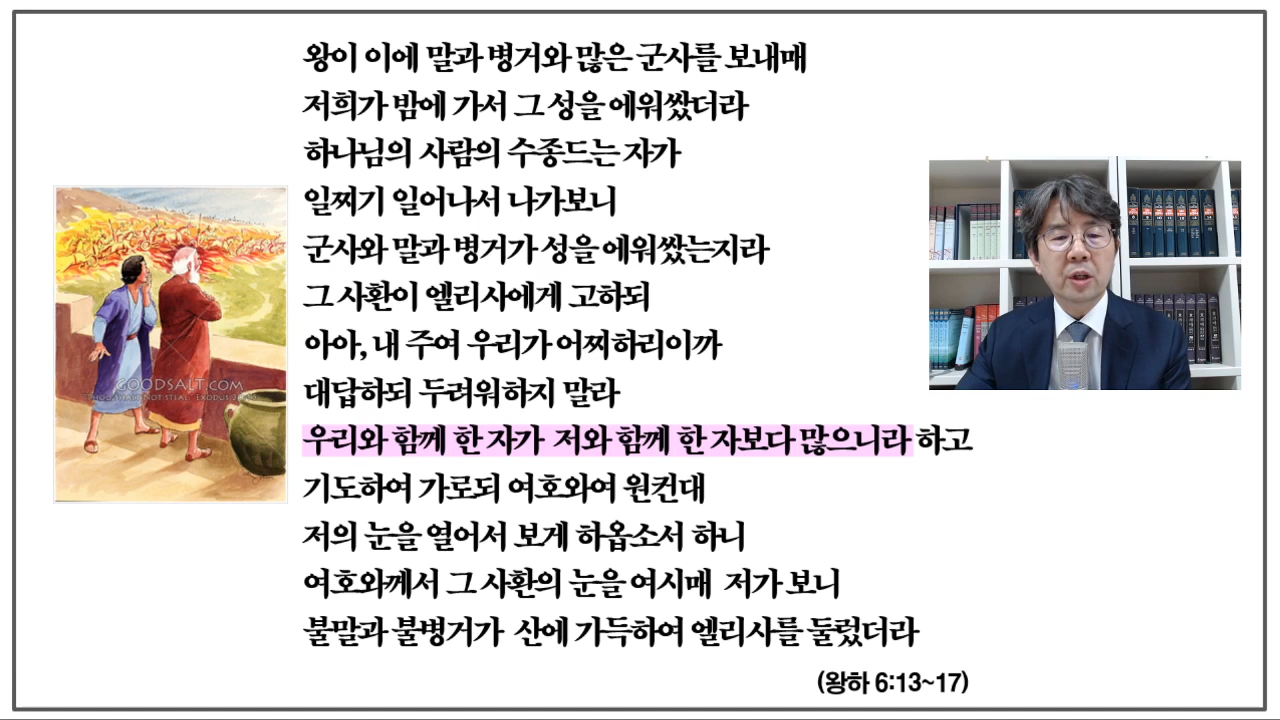 왕이 이에 말과 병거와 많은 군사를 보내매
저희가 밤에 가서 그 성을 에워쌌더라
하나님의 사람의 수종드는 자가
일찌기 일어나서 나가보니
군사와 말과 병거가 성을 에워쌌는지라
그 사환이 엘리사에게 고하되
아아, 내 주여 우리가 어찌하리이까
대답하되 두려워하지 말라
우리와 함께 한 자가 저와 함께 한 자보다 많으니라 하고
기도하여 가로되 여호와여 원컨대
저의 눈을 열어서 보게 하옵소서 하니
여호와께서 그 사환의 눈을 여시매 저가 보니
불말과 불병거가 산에 가득하여 엘리사를 둘렀더라
(왕하 6:13~17)
GOODSALT.COM
THOU SHALT NOT STEAL. EXODUS